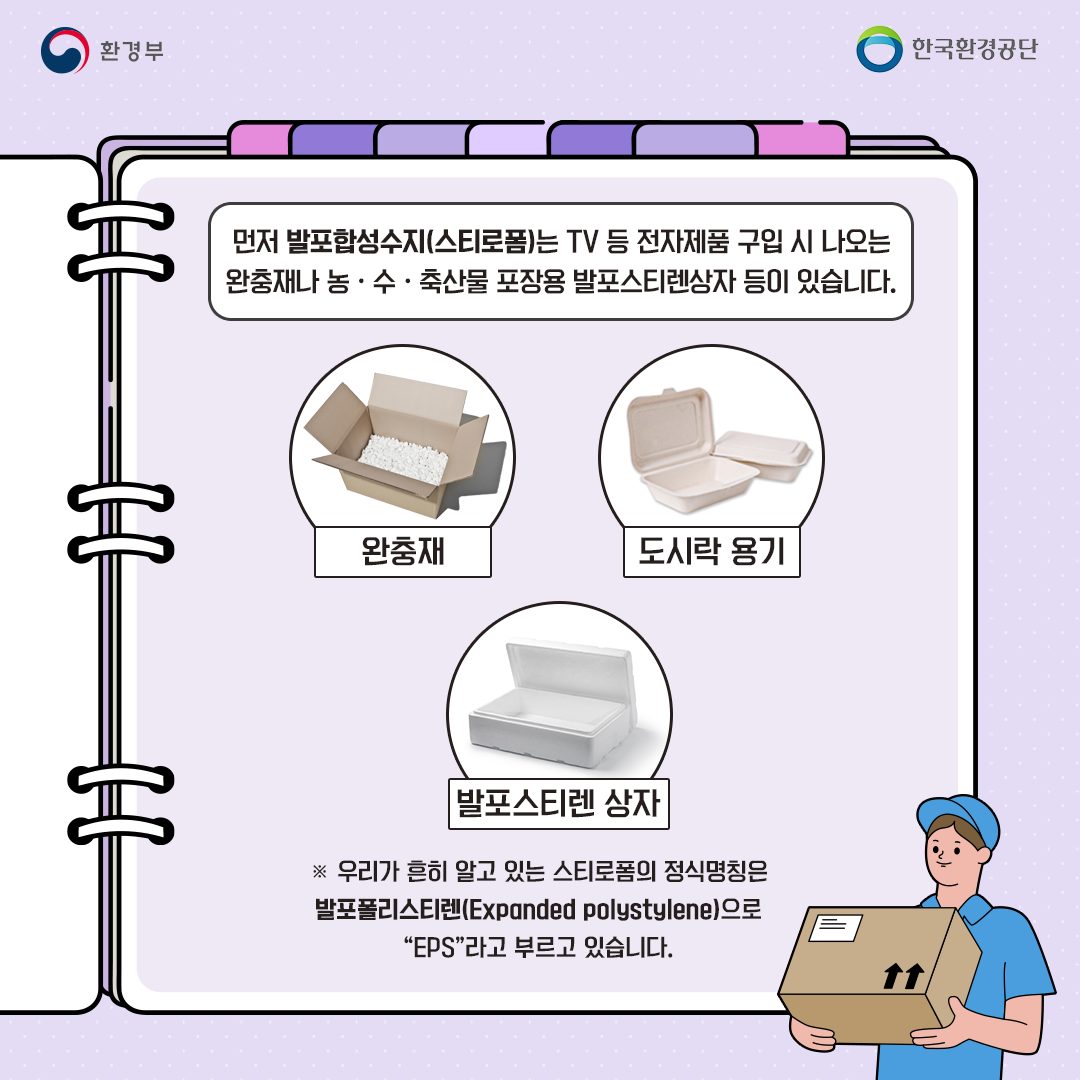 환경부
한국환경공단
먼저 발포합성수지(스티로폼)는 TV 등 전자제품 구입 시 나오는
완충재나 농 · 수 · 축산물 포장용 발포스티렌상자 등이 있습니다.
완충재
도시락 용기
발포스티렌 상자
※ 우리가 흔히 알고 있는 스티로폼의 정식명칭은
발포폴리스티렌(Expanded polystylene)으로
“EPS”라고 부르고 있습니다.